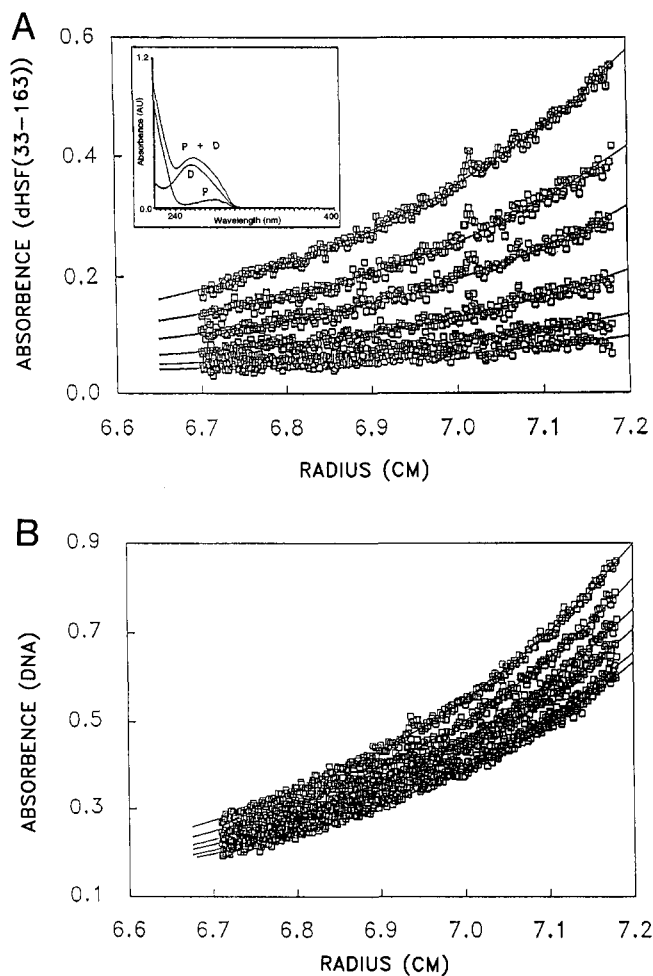 A
ABSORBENCE (dHSF(33-163))
0.6
0.4
0.2
0.0
1.2
Absorbence (AU)
0.0
P + D
D
P
240
400
Wavelength (nm)
6.6 6.7 6.8 6.9 7.0 7.1 7.2
RADIUS (CM)
B
ABSORBENCE (DNA)
0.9
0.7
0.5
0.3
0.1
6.6 6.7 6.8 6.9 7.0 7.1 7.2
RADIUS (CM)